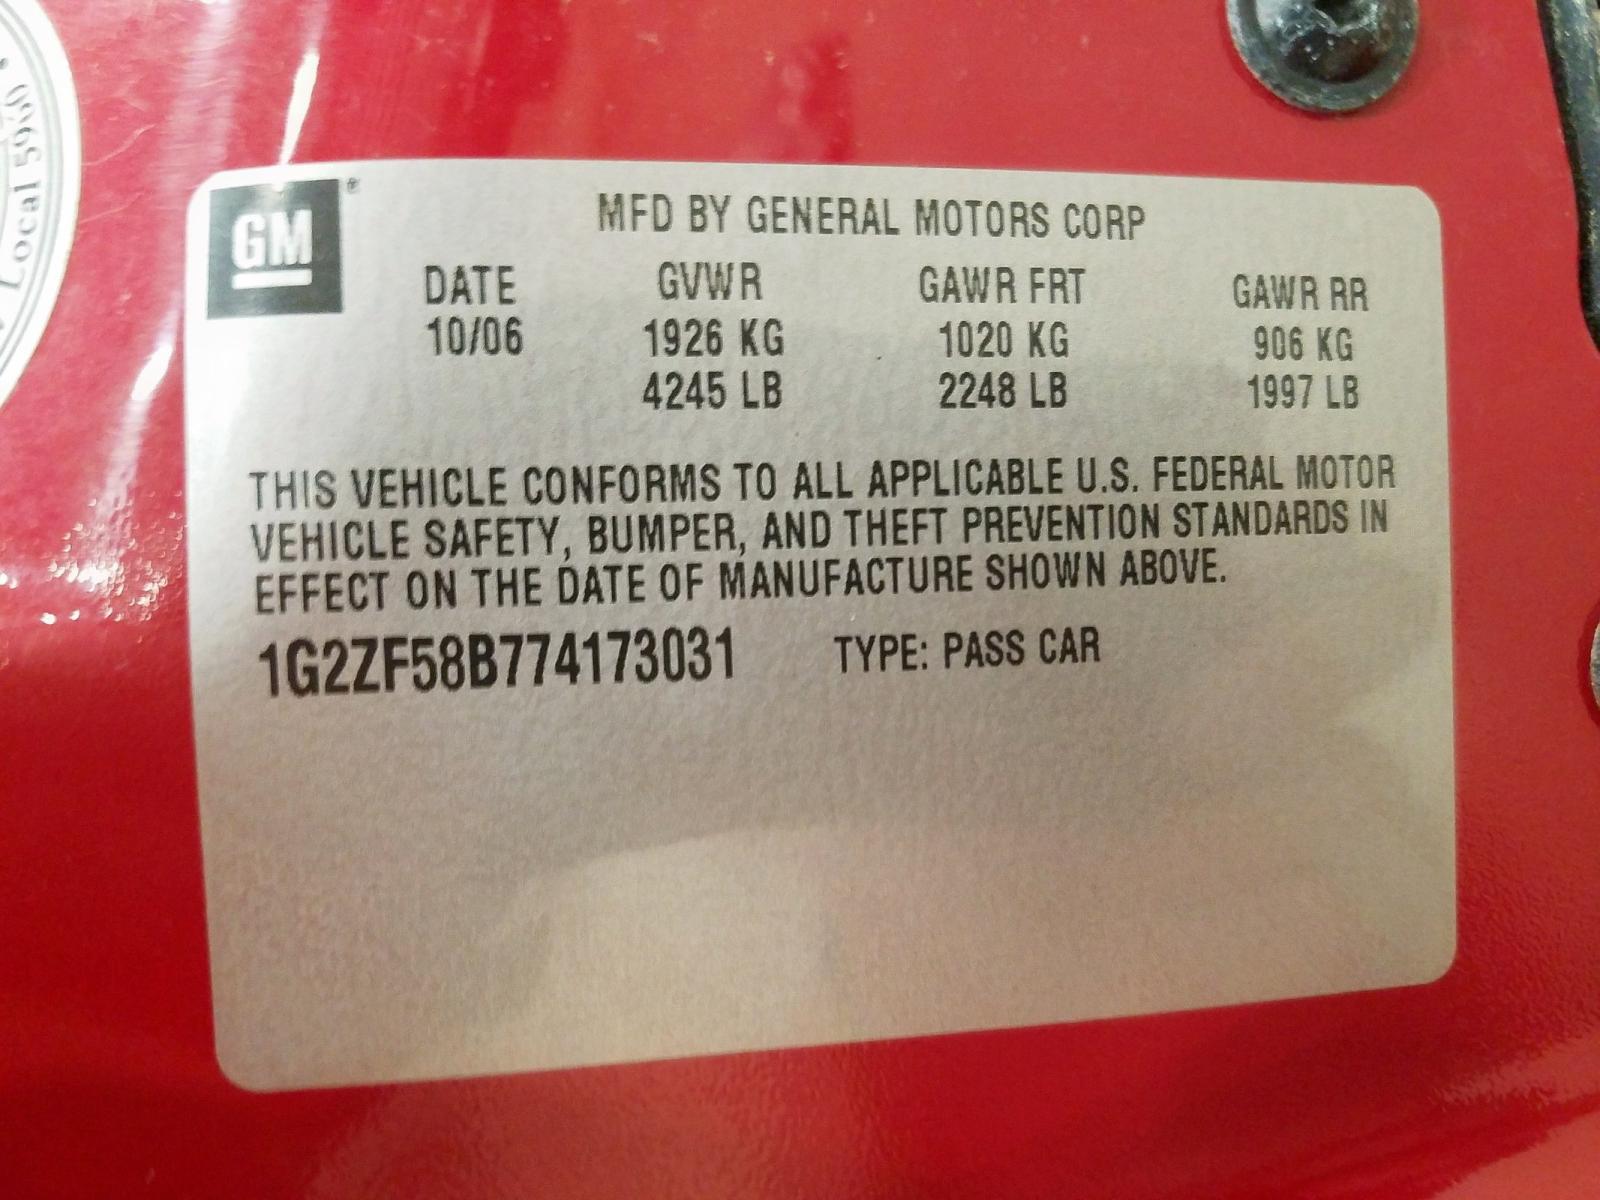 Local 5960
GM®
MFD BY GENERAL MOTORS CORP
DATE GVWR GAWR FRT GAWR RR
10/06 1926 KG 1020 KG 906 KG
4245 LB 2248 LB 1997 LB
THIS VEHICLE CONFORMS TO ALL APPLICABLE U.S. FEDERAL MOTOR
VEHICLE SAFETY, BUMPER, AND THEFT PREVENTION STANDARDS IN
EFFECT ON THE DATE OF MANUFACTURE SHOWN ABOVE.
1G2ZF58B774173031 TYPE: PASS CAR